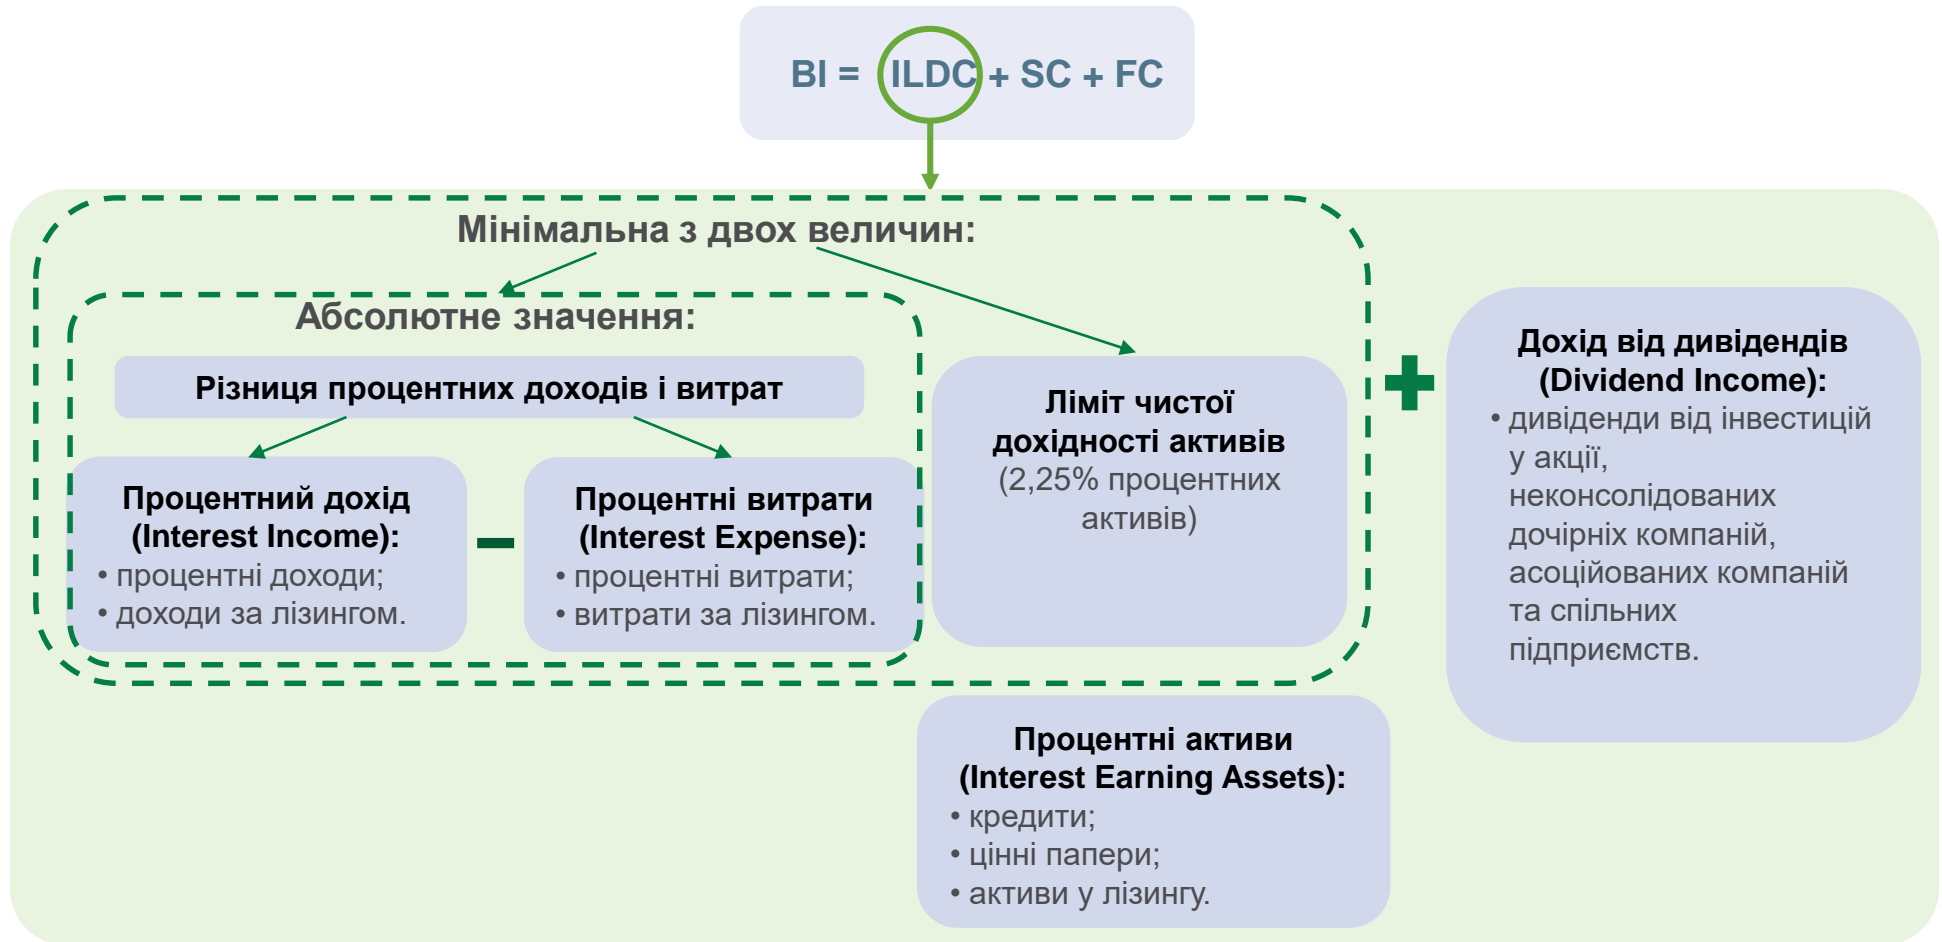 BI = ILDC + SC + FC
Мінімальна з двох величин:
Абсолютне значення:
Різниця процентних доходів і витрат
Процентний дохід
(Interest Income):
• процентні доходи;
• доходи за лізингом.
Процентні витрати
(Interest Expense):
• процентні витрати;
• витрати за лізингом.
Ліміт чистої
дохідності активів
(2,25% процентних
активів)
Дохід від дивідендів
(Dividend Income):
• дивіденди від інвестицій
у акції,
неконсолідованих
дочірніх компаній,
асоційованих компаній
та спільних
підприємств.
Процентні активи
(Interest Earning Assets):
• кредити;
• цінні папери;
• активи у лізингу.